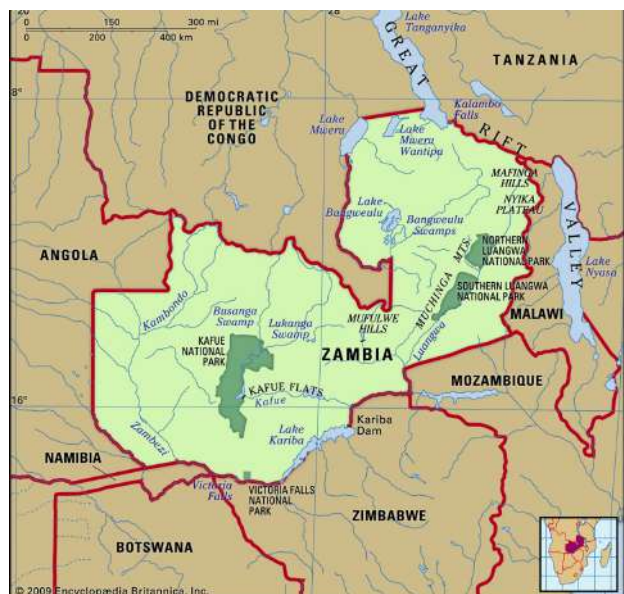 20
0 150 300 mi
0 200 400 km
28
Lake
Tanganyika
GREAT
TANZANIA
8°
DEMOCRATIC
REPUBLIC
OF THE
CONGO
Lake
Mweru
Kalambo
Falls
Lake
Mweru
Wantipa
RIFT
MAFINGA
HILLS
NYIKA
PLATEAU
VALLEY
Lake
Bangweulu
Bangweulu
Swamps
ANGOLA
NORTHERN
LUANGWA
NATIONAL PARK
Lake
Nyasa
MUCHINGA MTS.
SOUTHERN LUANGWA
NATIONAL PARK
Kambondo
Busanga
Swamp
Lukanga
Swamp
MUFULWE
HILLS
Luangwa
MALAWI
KAFUE
NATIONAL
PARK
ZAMBIA
KAFUE FLATS
Kafue
MOZAMBIQUE
16°
Zambezi
Lake
Kariba
Kariba
Dam
NAMIBIA
Victoria
Falls
VICTORIA FALLS
NATIONAL
PARK
ZIMBABWE
BOTSWANA
© 2009 Encyclopædia Britannica, Inc.